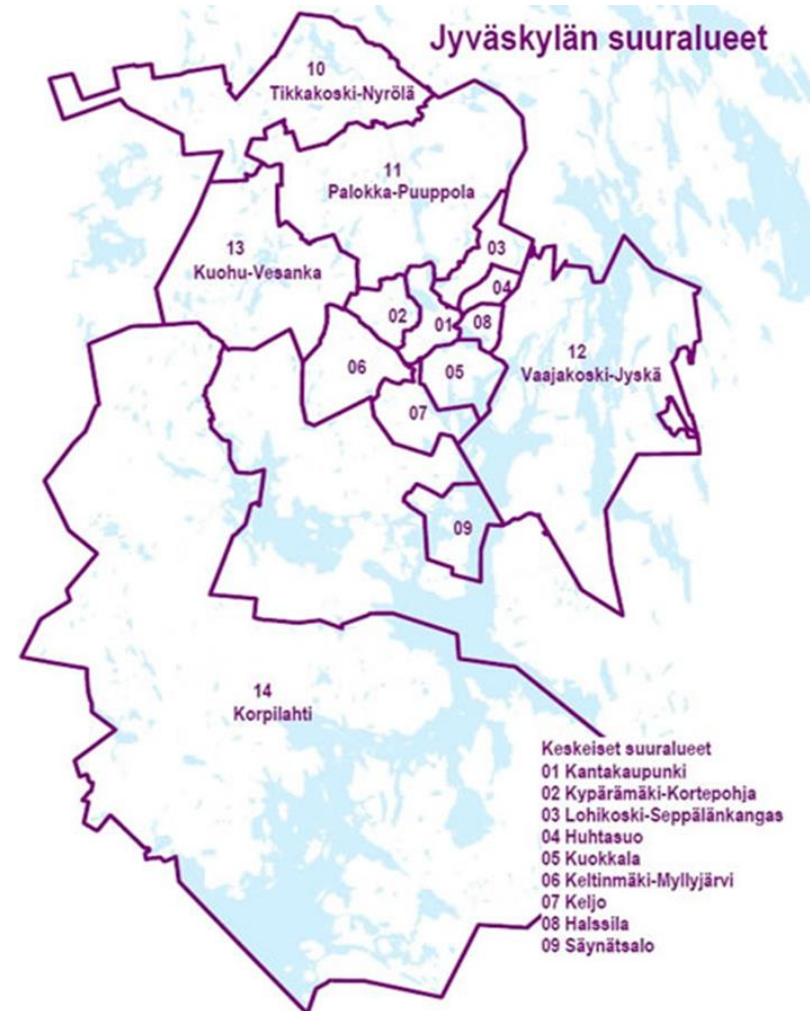 Jyväskylän suuralueet
10
Tikkakoski-Nyrölä
11
Palokka-Puuppola
03
13
Kuohu-Vesanka
04
02
01
08
12
Vaajakoski-Jyskä
06
05
07
09
14
Korpilahti
Keskeiset suuralueet
01 Kantakaupunki
02 Kypärämäki-Kortepohja
03 Lohikoski-Seppälänkangas
04 Huhtasuo
05 Kuokkala
06 Keltinmäki-Myllyjärvi
07 Keljo
08 Halssila
09 Säynätsalo